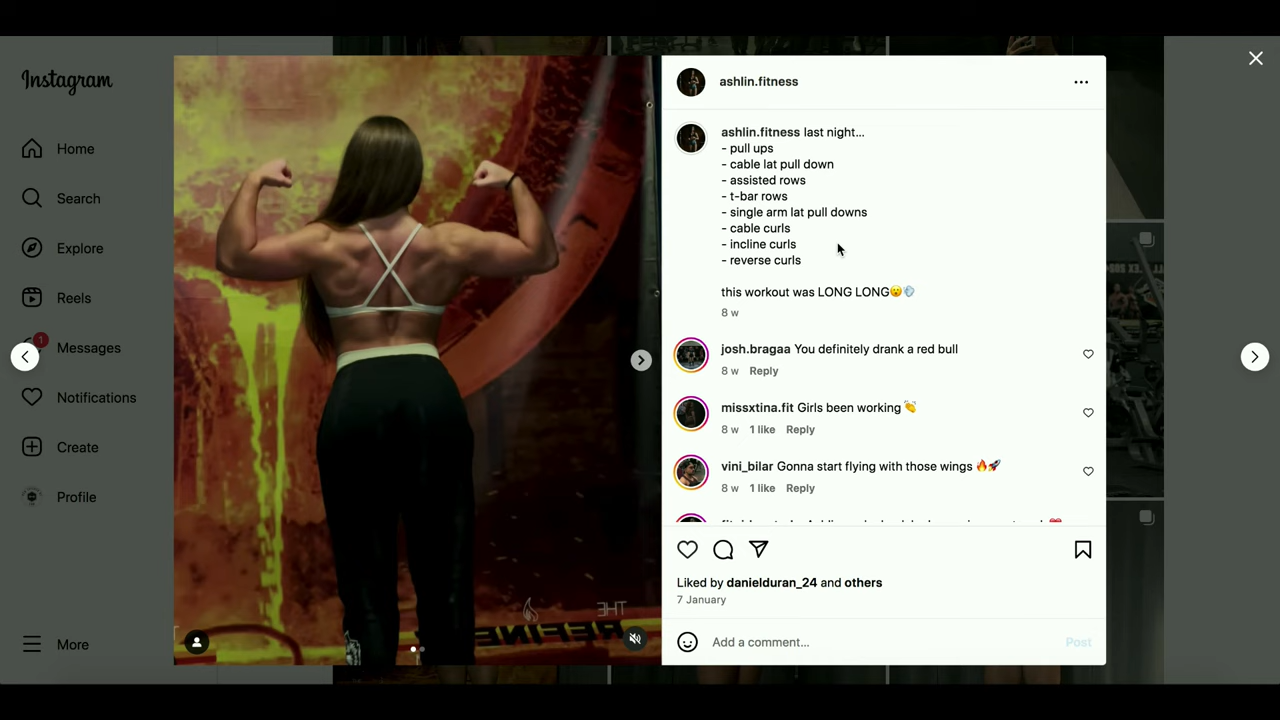 Instagram
Home
Search
Explore
Reels
1
Messages
Notifications
Create
Profile
More
THE
REFINE
ashlin.fitness
ashlin.fitness last night...
- pull ups
- cable lat pull down
- assisted rows
- t-bar rows
- single arm lat pull downs
- cable curls
- incline curls
- reverse curls
this workout was LONG LONG😮💨
8 w
josh.bragaa You definitely drank a red bull
8 w Reply
missxtina.fit Girls been working 👏
8 w 1 like Reply
vini_bilar Gonna start flying with those wings 🔥🚀
8 w 1 like Reply
Liked by danielduran_24 and others
7 January
Add a comment...
Post